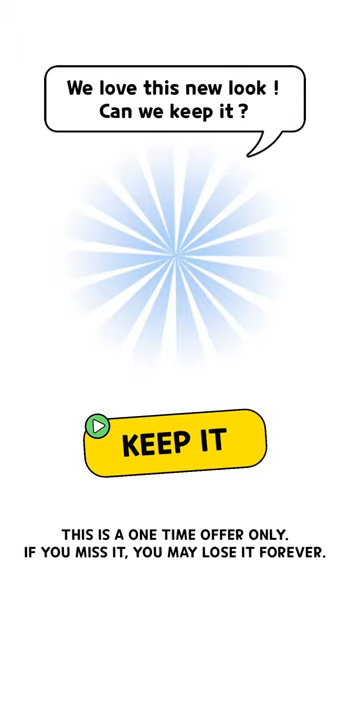 We love this new look !
Can we keep it ?
KEEP IT
THIS IS A ONE TIME OFFER ONLY.
IF YOU MISS IT, YOU MAY LOSE IT FOREVER.